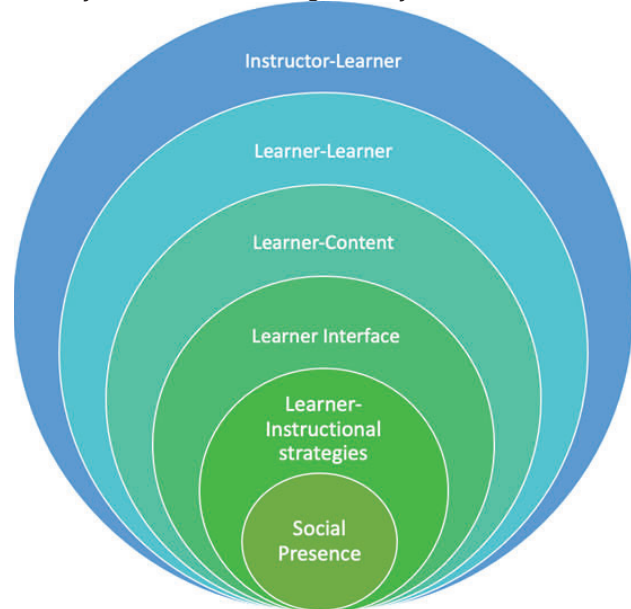 Instructor-Learner
Learner-Learner
Learner-Content
Learner Interface
Learner-
Instructional
strategies
Social
Presence